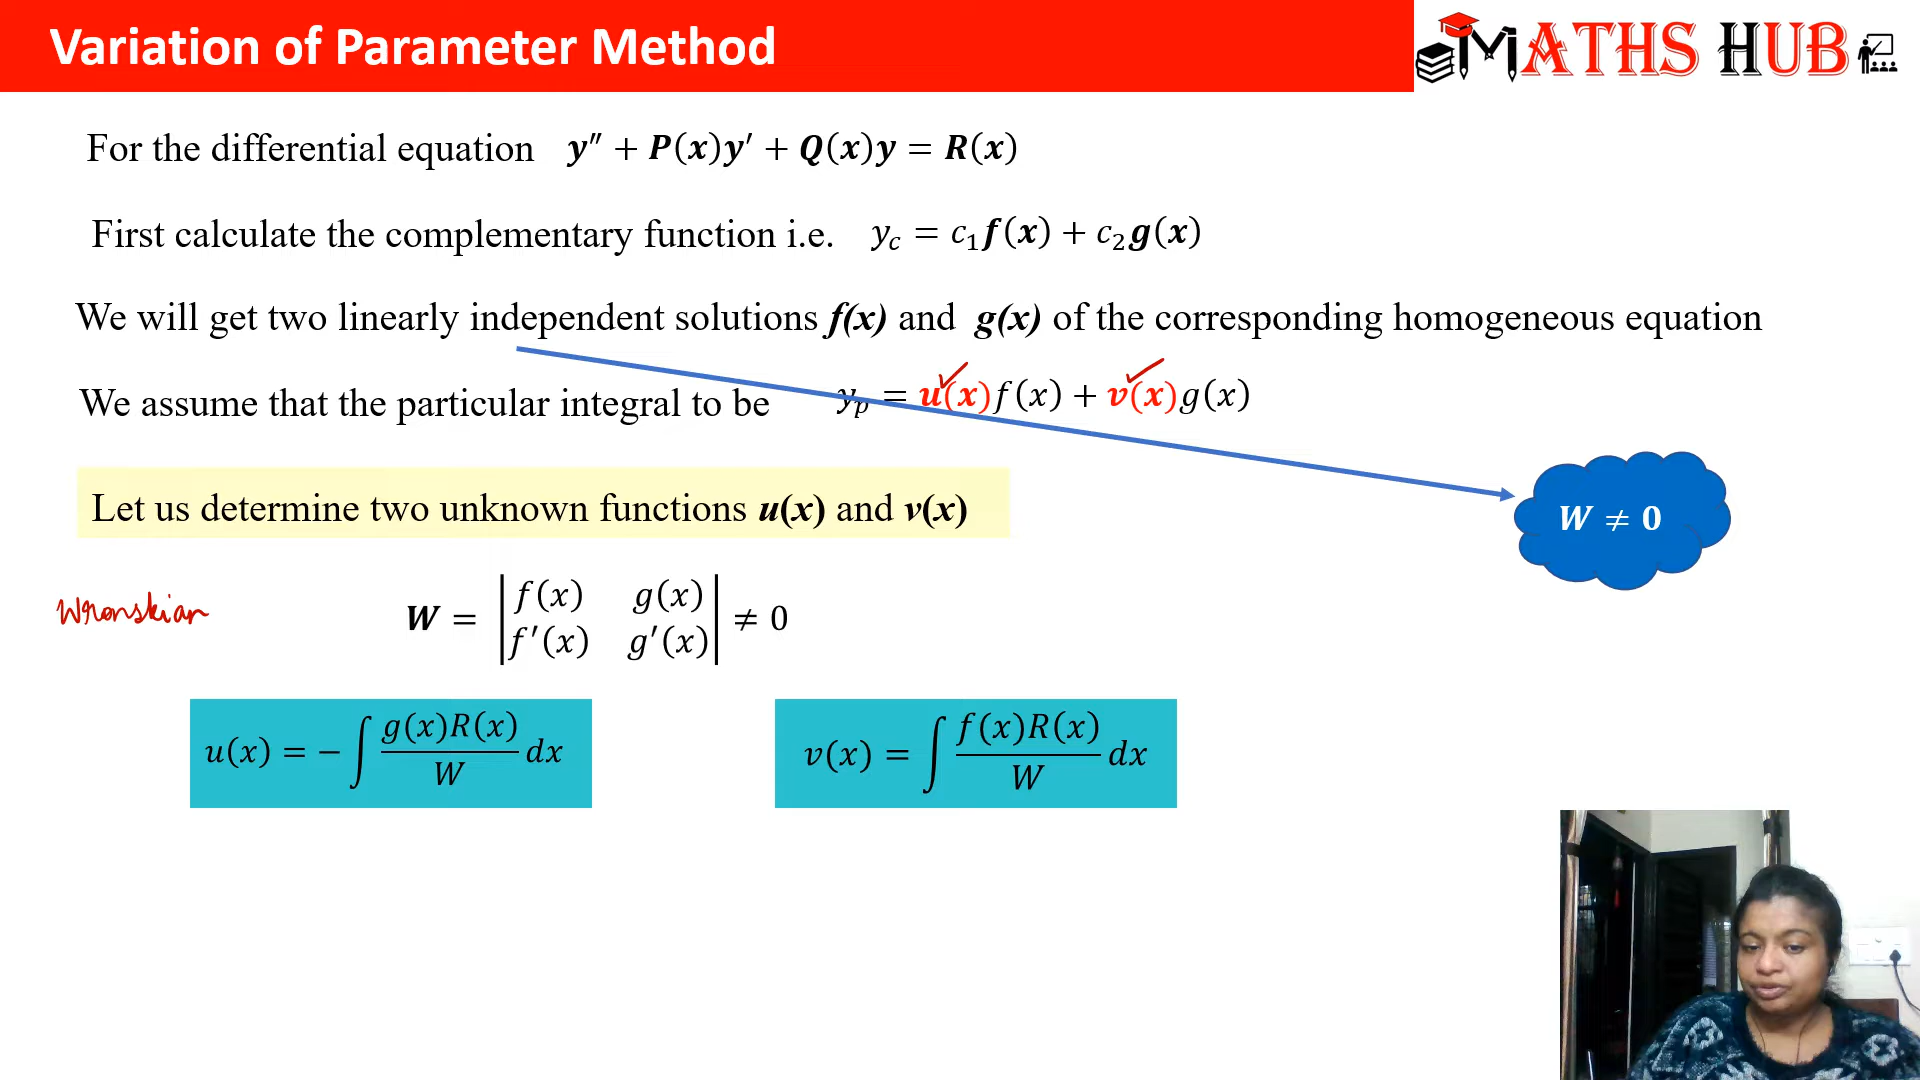 Variation of Parameter Method
MATHS HUB
For the differential equation y″ + P(x)y′ + Q(x)y = R(x)
First calculate the complementary function i.e. y_c = c₁f(x) + c₂g(x)
We will get two linearly independent solutions f(x) and g(x) of the corresponding homogeneous equation
We assume that the particular integral to be y_p = u(x)f(x) + v(x)g(x)
Let us determine two unknown functions u(x) and v(x)
W ≠ 0
Wronskian
W = |f(x) g(x)| ≠ 0
|f′(x) g′(x)|
u(x) = − ∫ g(x)R(x)/W dx
v(x) = ∫ f(x)R(x)/W dx